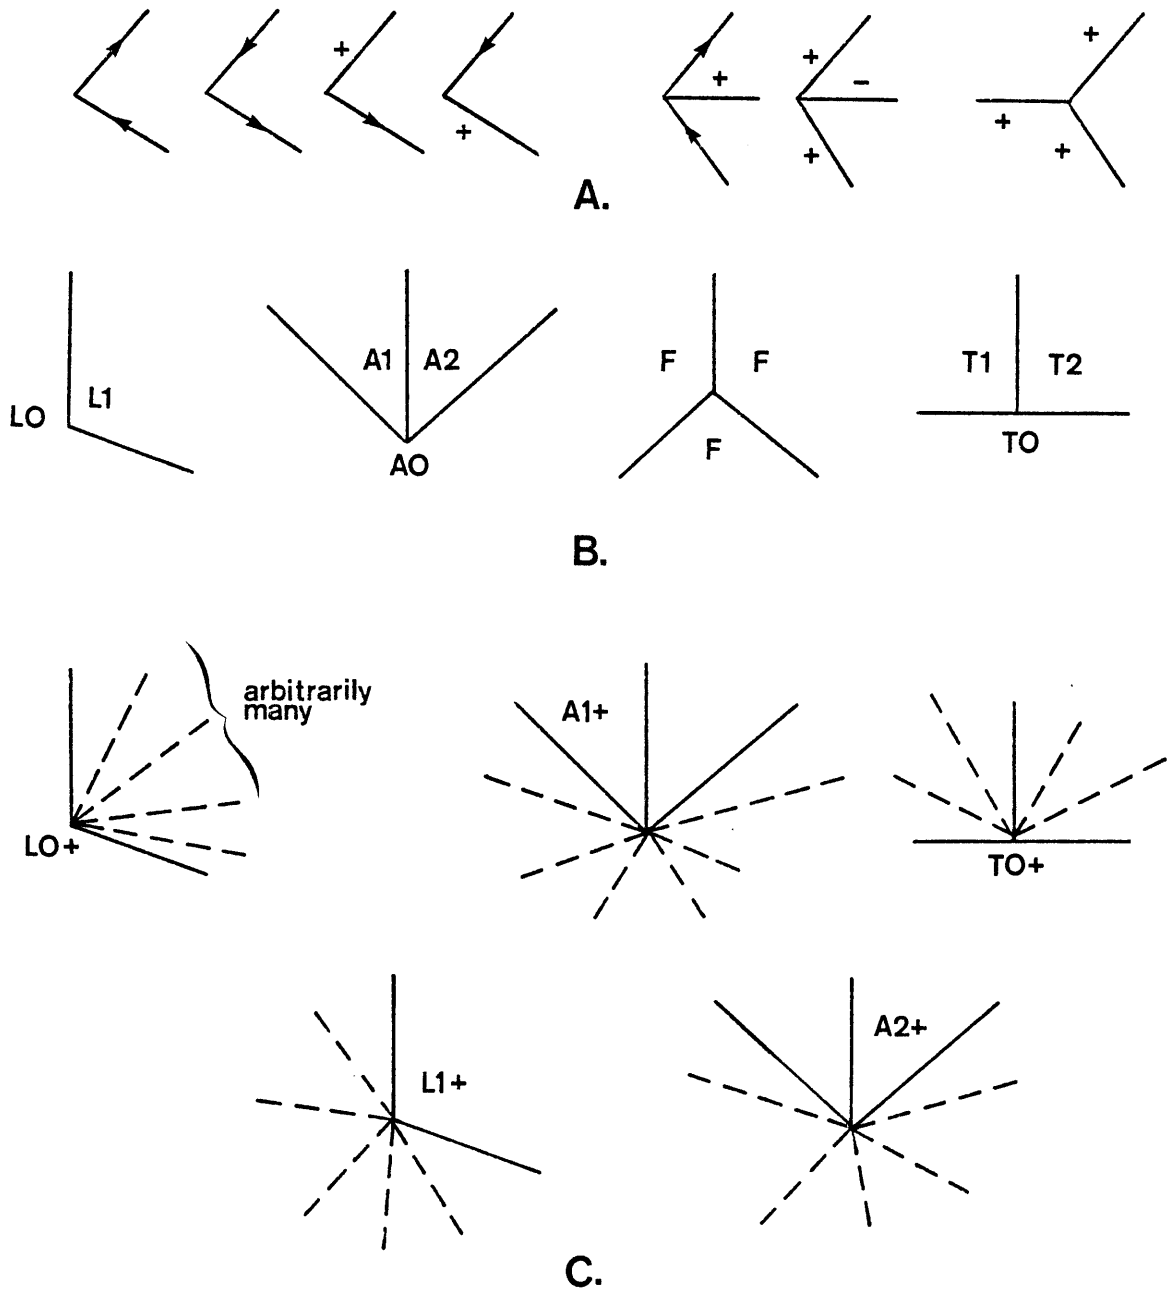 + + + + - + + + +
A.
LO L1 A1 A2 AO F F F T1 T2 TO
B.
arbitrarily
many
LO+ A1+ TO+
L1+ A2+
C.